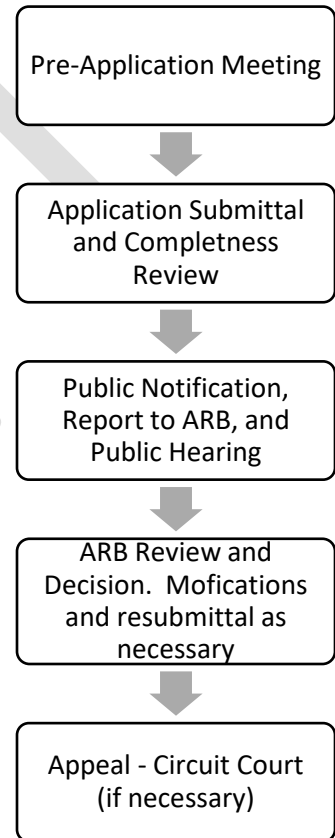 Pre-Application Meeting
Application Submittal
and Completness
Review
Public Notification,
Report to ARB, and
Public Hearing
ARB Review and
Decision.  Mofications
and resubmittal as
necessary
Appeal - Circuit Court
(if necessary)